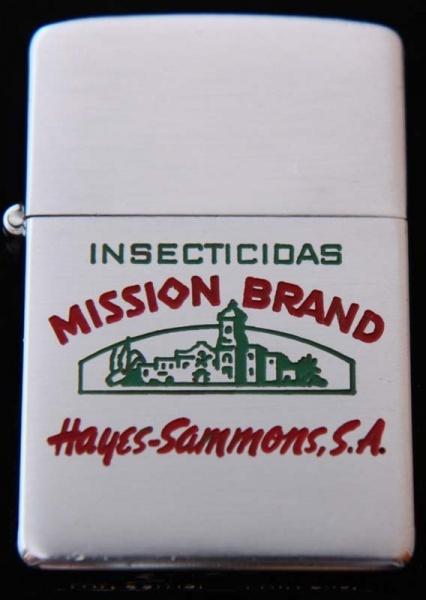 INSECTICIDAS
MISSION BRAND
Hayes-Sammons, S.A.